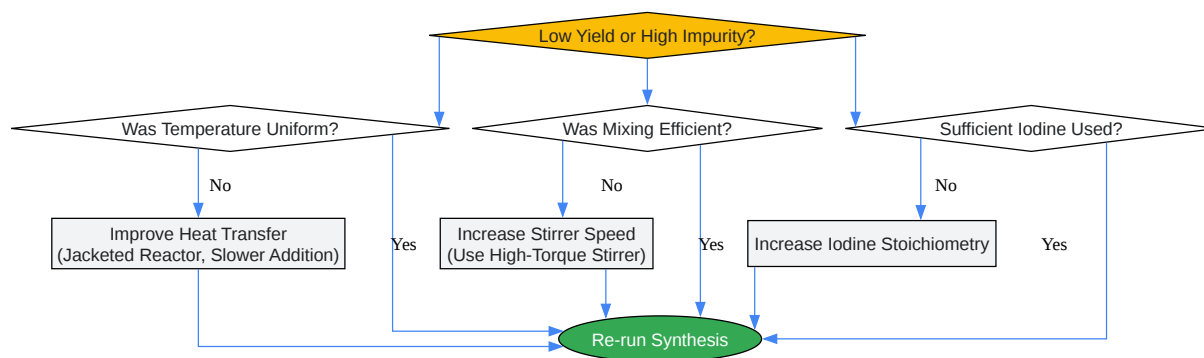 Low Yield or High Impurity?
Was Temperature Uniform?
Was Mixing Efficient?
Sufficient Iodine Used?
No
No
No
Improve Heat Transfer
(Jacketed Reactor, Slower Addition)
Yes
Increase Stirrer Speed
(Use High-Torque Stirrer)
Yes
Increase Iodine Stoichiometry
Yes
Re-run Synthesis